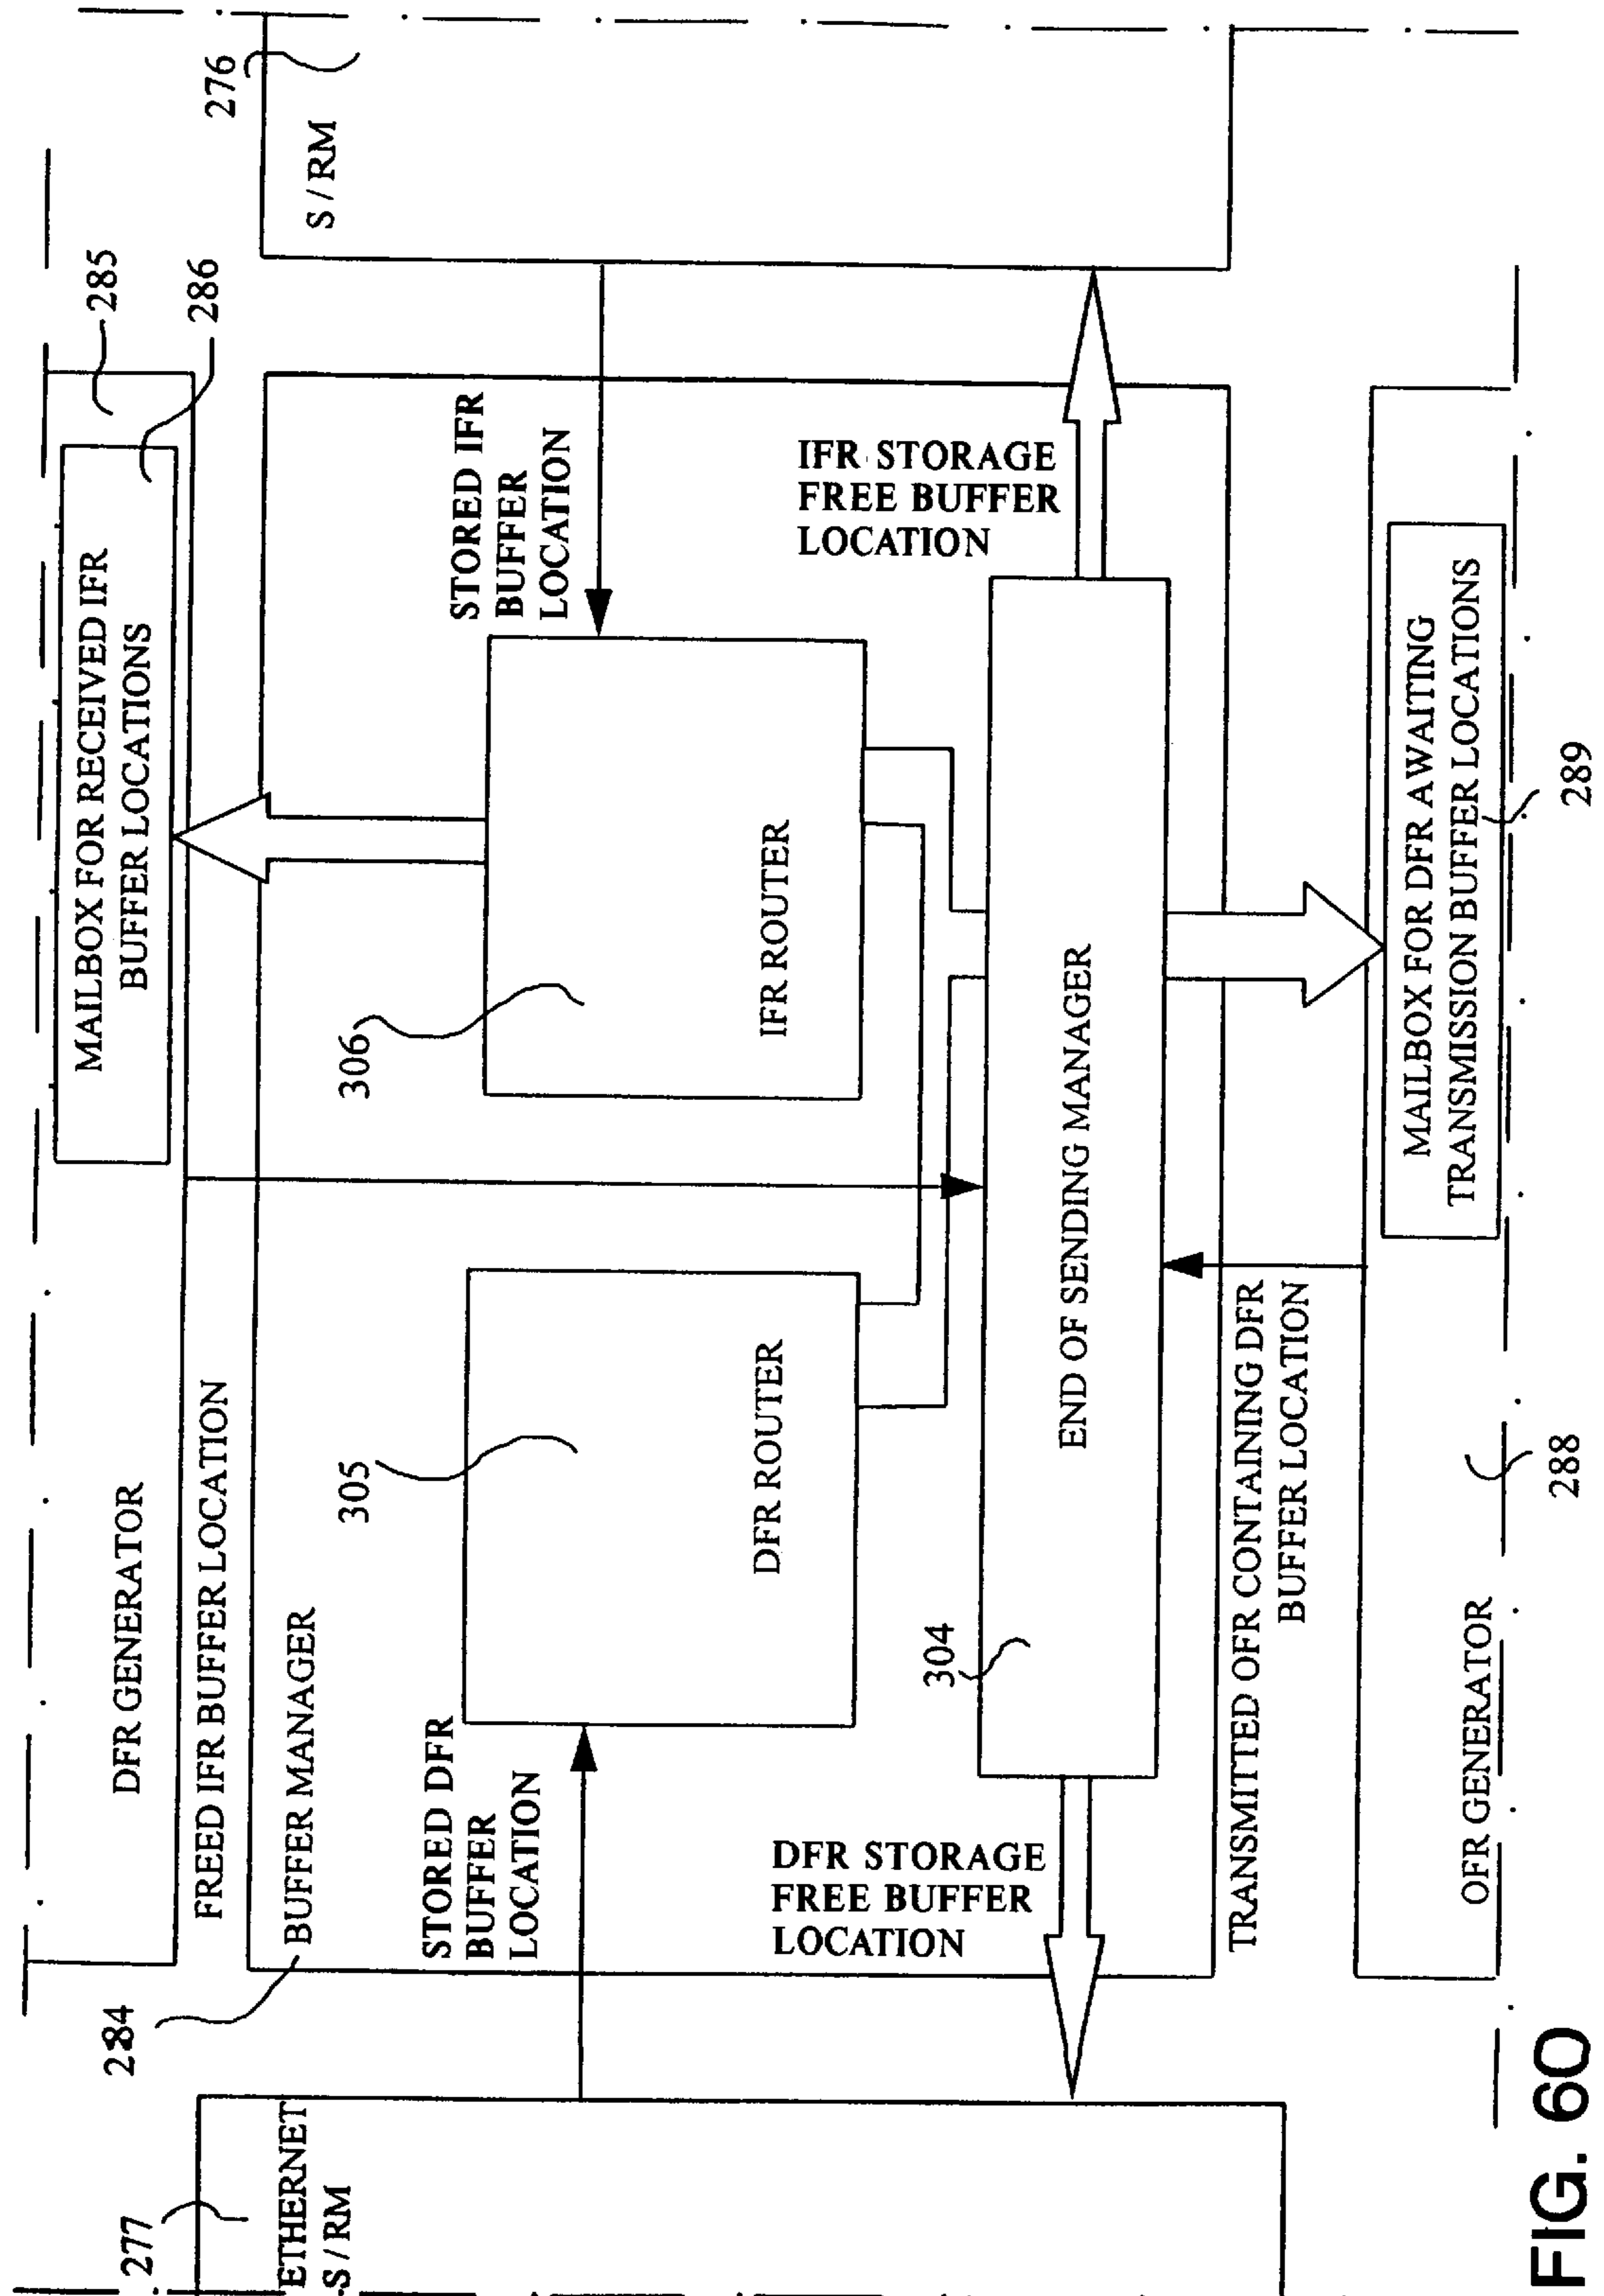 285
286
276
MAILBOX FOR RECEIVED IFR
BUFFER LOCATIONS
DFR GENERATOR
FREED IFR BUFFER LOCATION
284
BUFFER MANAGER
277
ETHERNET
S / RM
S / RM
STORED DFR
BUFFER
LOCATION
305
DFR ROUTER
306
IFR ROUTER
STORED IFR
BUFFER
LOCATION
DFR STORAGE
FREE BUFFER
LOCATION
304
END OF SENDING MANAGER
IFR STORAGE
FREE BUFFER
LOCATION
TRANSMITTED OFR CONTAINING DFR
BUFFER LOCATION
MAILBOX FOR DFR AWAITING
TRANSMISSION BUFFER LOCATIONS
OFR GENERATOR
288
289
FIG. 60